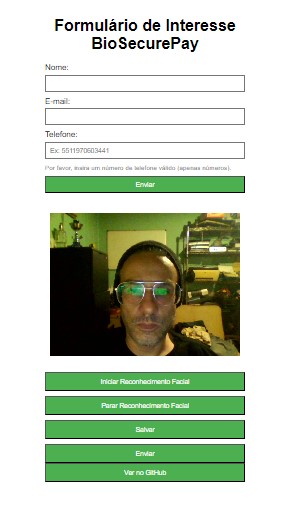 Formulário de Interesse
BioSecurePay
Nome:
E-mail:
Telefone:
Ex: 5511970603441
Por favor, insira um número de telefone válido (apenas números).
Enviar
Iniciar Reconhecimento Facial
Parar Reconhecimento Facial
Salvar
Enviar
Ver no GitHub